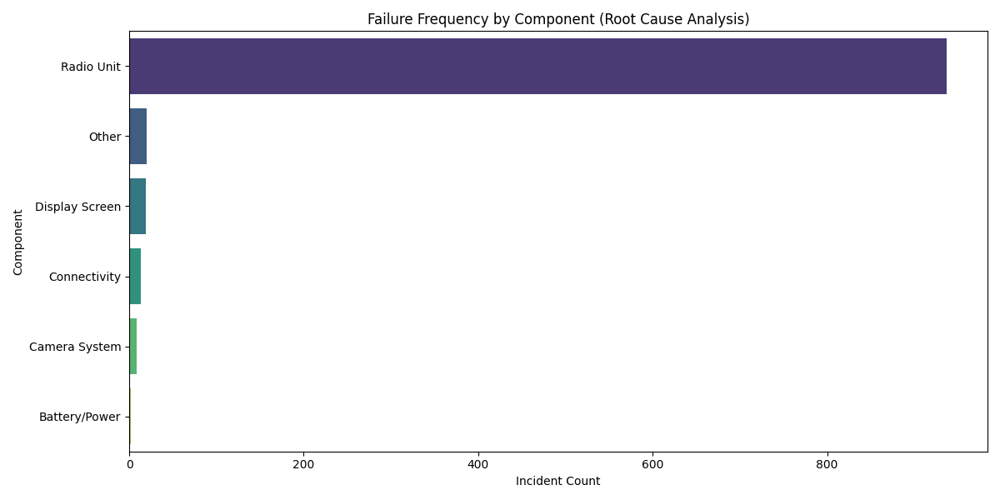 Failure Frequency by Component (Root Cause Analysis)
Radio Unit
Other
Display Screen
Connectivity
Camera System
Battery/Power
Component
0 200 400 600 800
Incident Count